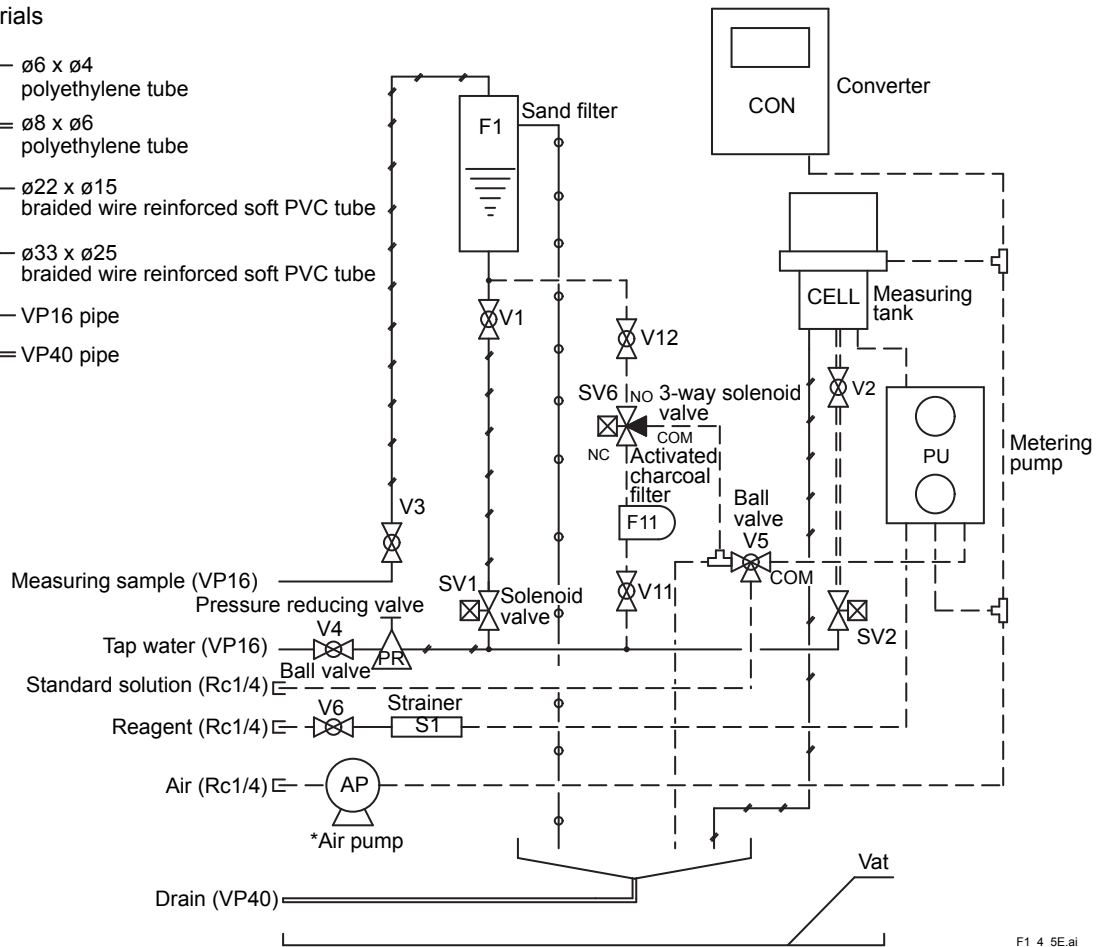 rials
ø6 x ø4
polyethylene tube
ø8 x ø6
polyethylene tube
ø22 x ø15
braided wire reinforced soft PVC tube
ø33 x ø25
braided wire reinforced soft PVC tube
VP16 pipe
VP40 pipe
F1
Sand filter
CON
Converter
CELL
Measuring
tank
V1
V12
V2
SV6
NO
3-way solenoid
valve
COM
NC
Activated
charcoal
filter
F11
PU
Metering
pump
Ball
valve
V5
COM
V3
Measuring sample (VP16)
SV1
Solenoid
valve
V11
SV2
Pressure reducing valve
Tap water (VP16)
V4
PR
Ball valve
Standard solution (Rc1/4)
Reagent (Rc1/4)
V6
Strainer
S1
Air (Rc1/4)
AP
*Air pump
Drain (VP40)
Vat
F1_4_5E.ai